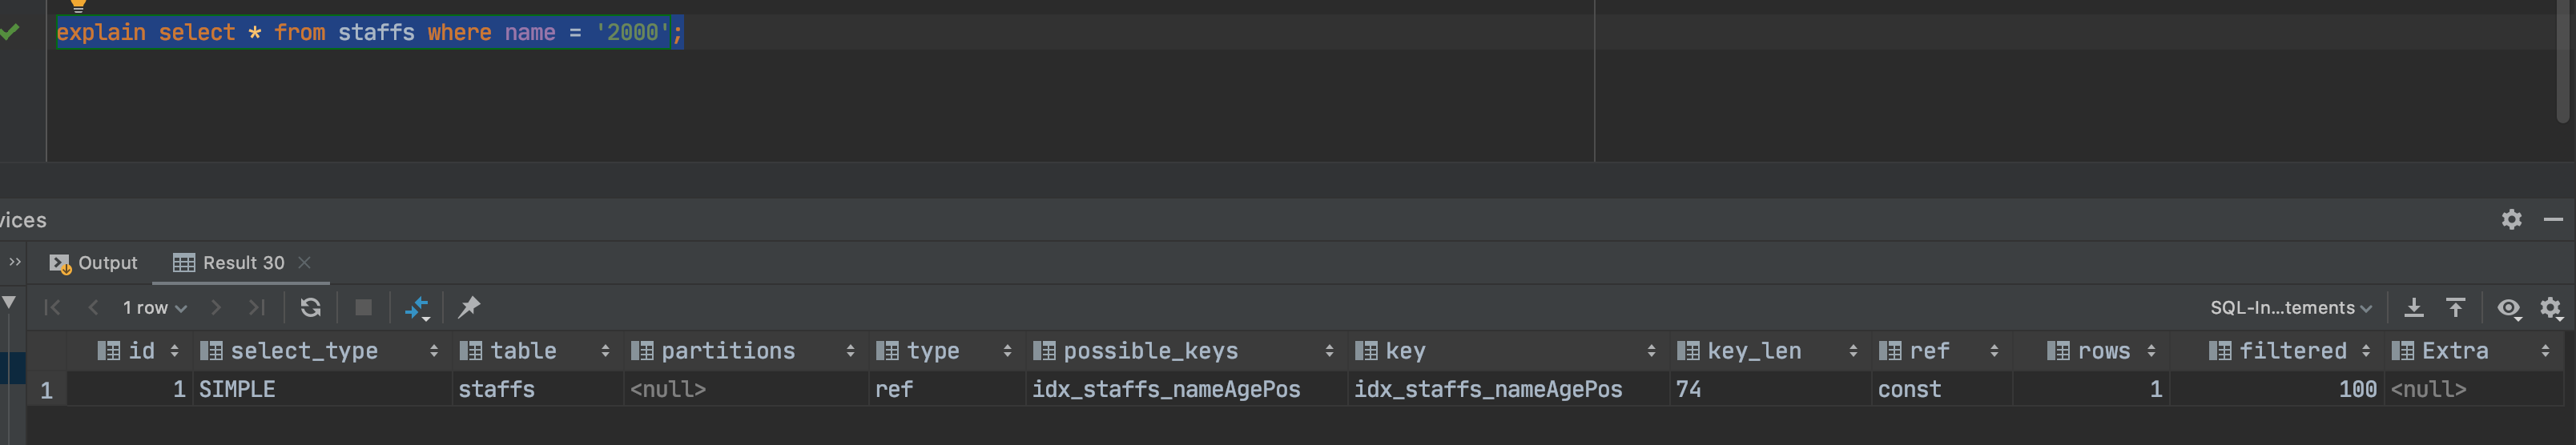 explain select * from staffs where name = '2000';
vices
Output Result 30
1 row SQL-In...tements
id select_type table partitions type possible_keys key key_len ref rows filtered Extra
1 1 SIMPLE staffs <null> ref idx_staffs_nameAgePos idx_staffs_nameAgePos 74 const 1 100 <null>